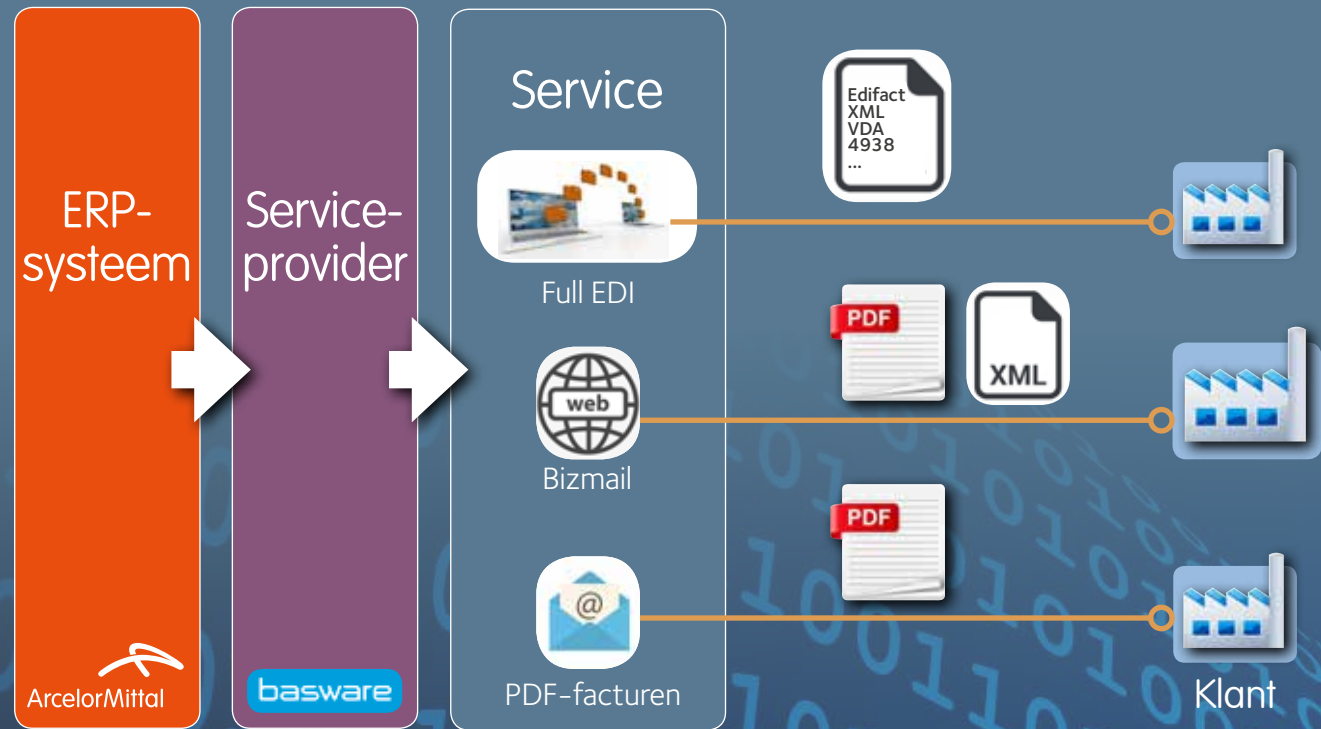 ERP-
systeem
ArcelorMittal
Service-
provider
basware
Service
Full EDI
web
Bizmail
@
PDF-facturen
Edifact
XML
VDA
4938
...
PDF
XML
PDF
Klant